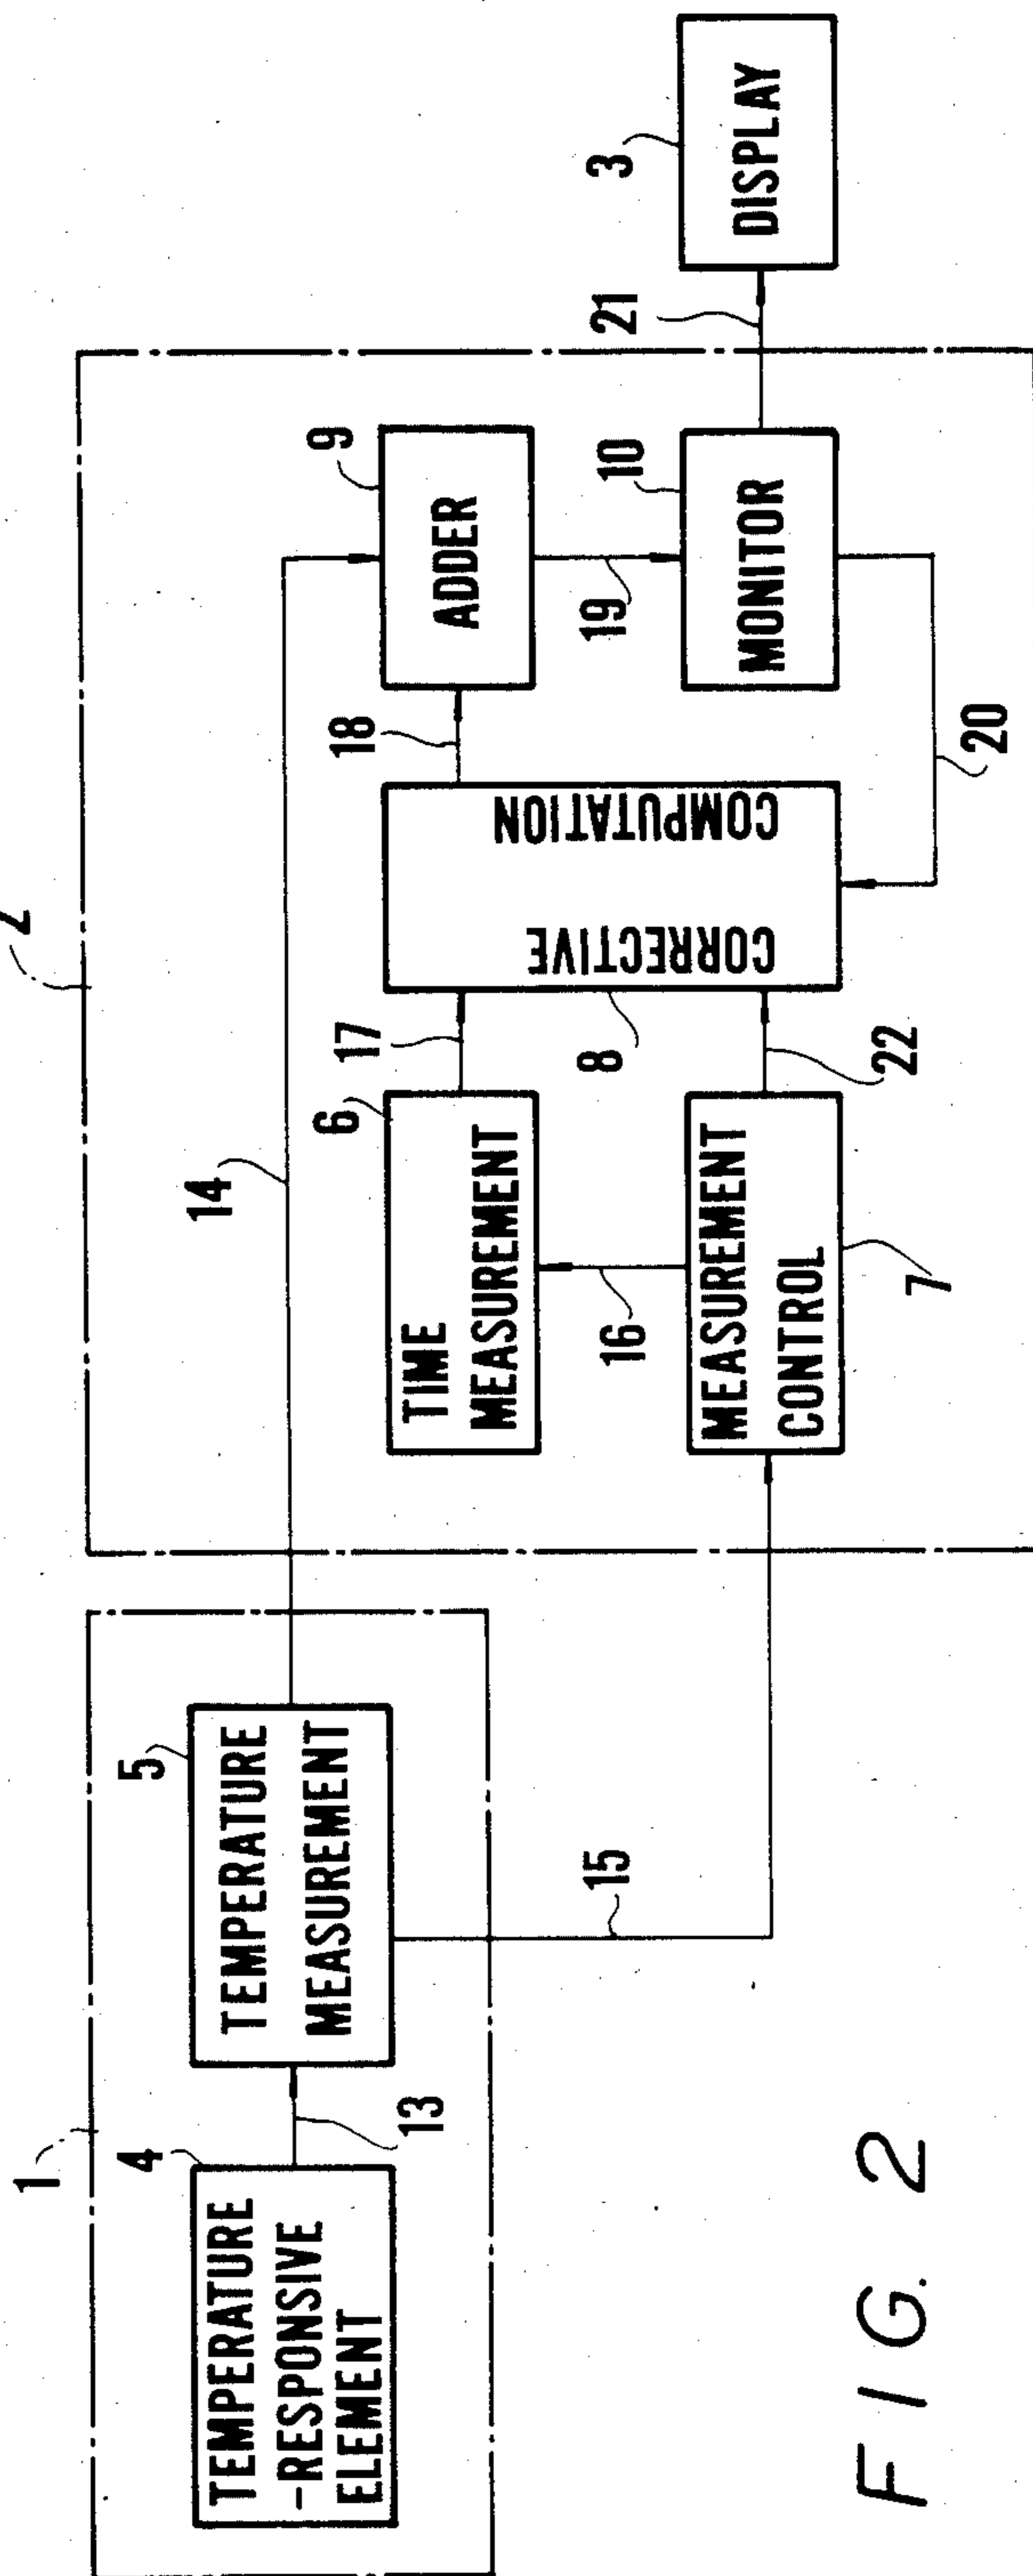 1
4
TEMPERATURE
-RESPONSIVE
ELEMENT
13
5
TEMPERATURE
MEASUREMENT
15
14
2
6
TIME
MEASUREMENT
16
MEASUREMENT
CONTROL
7
17
22
8
CORRECTIVE
COMPUTATION
18
9
ADDER
19
10
MONITOR
20
21
3
DISPLAY
FIG. 2